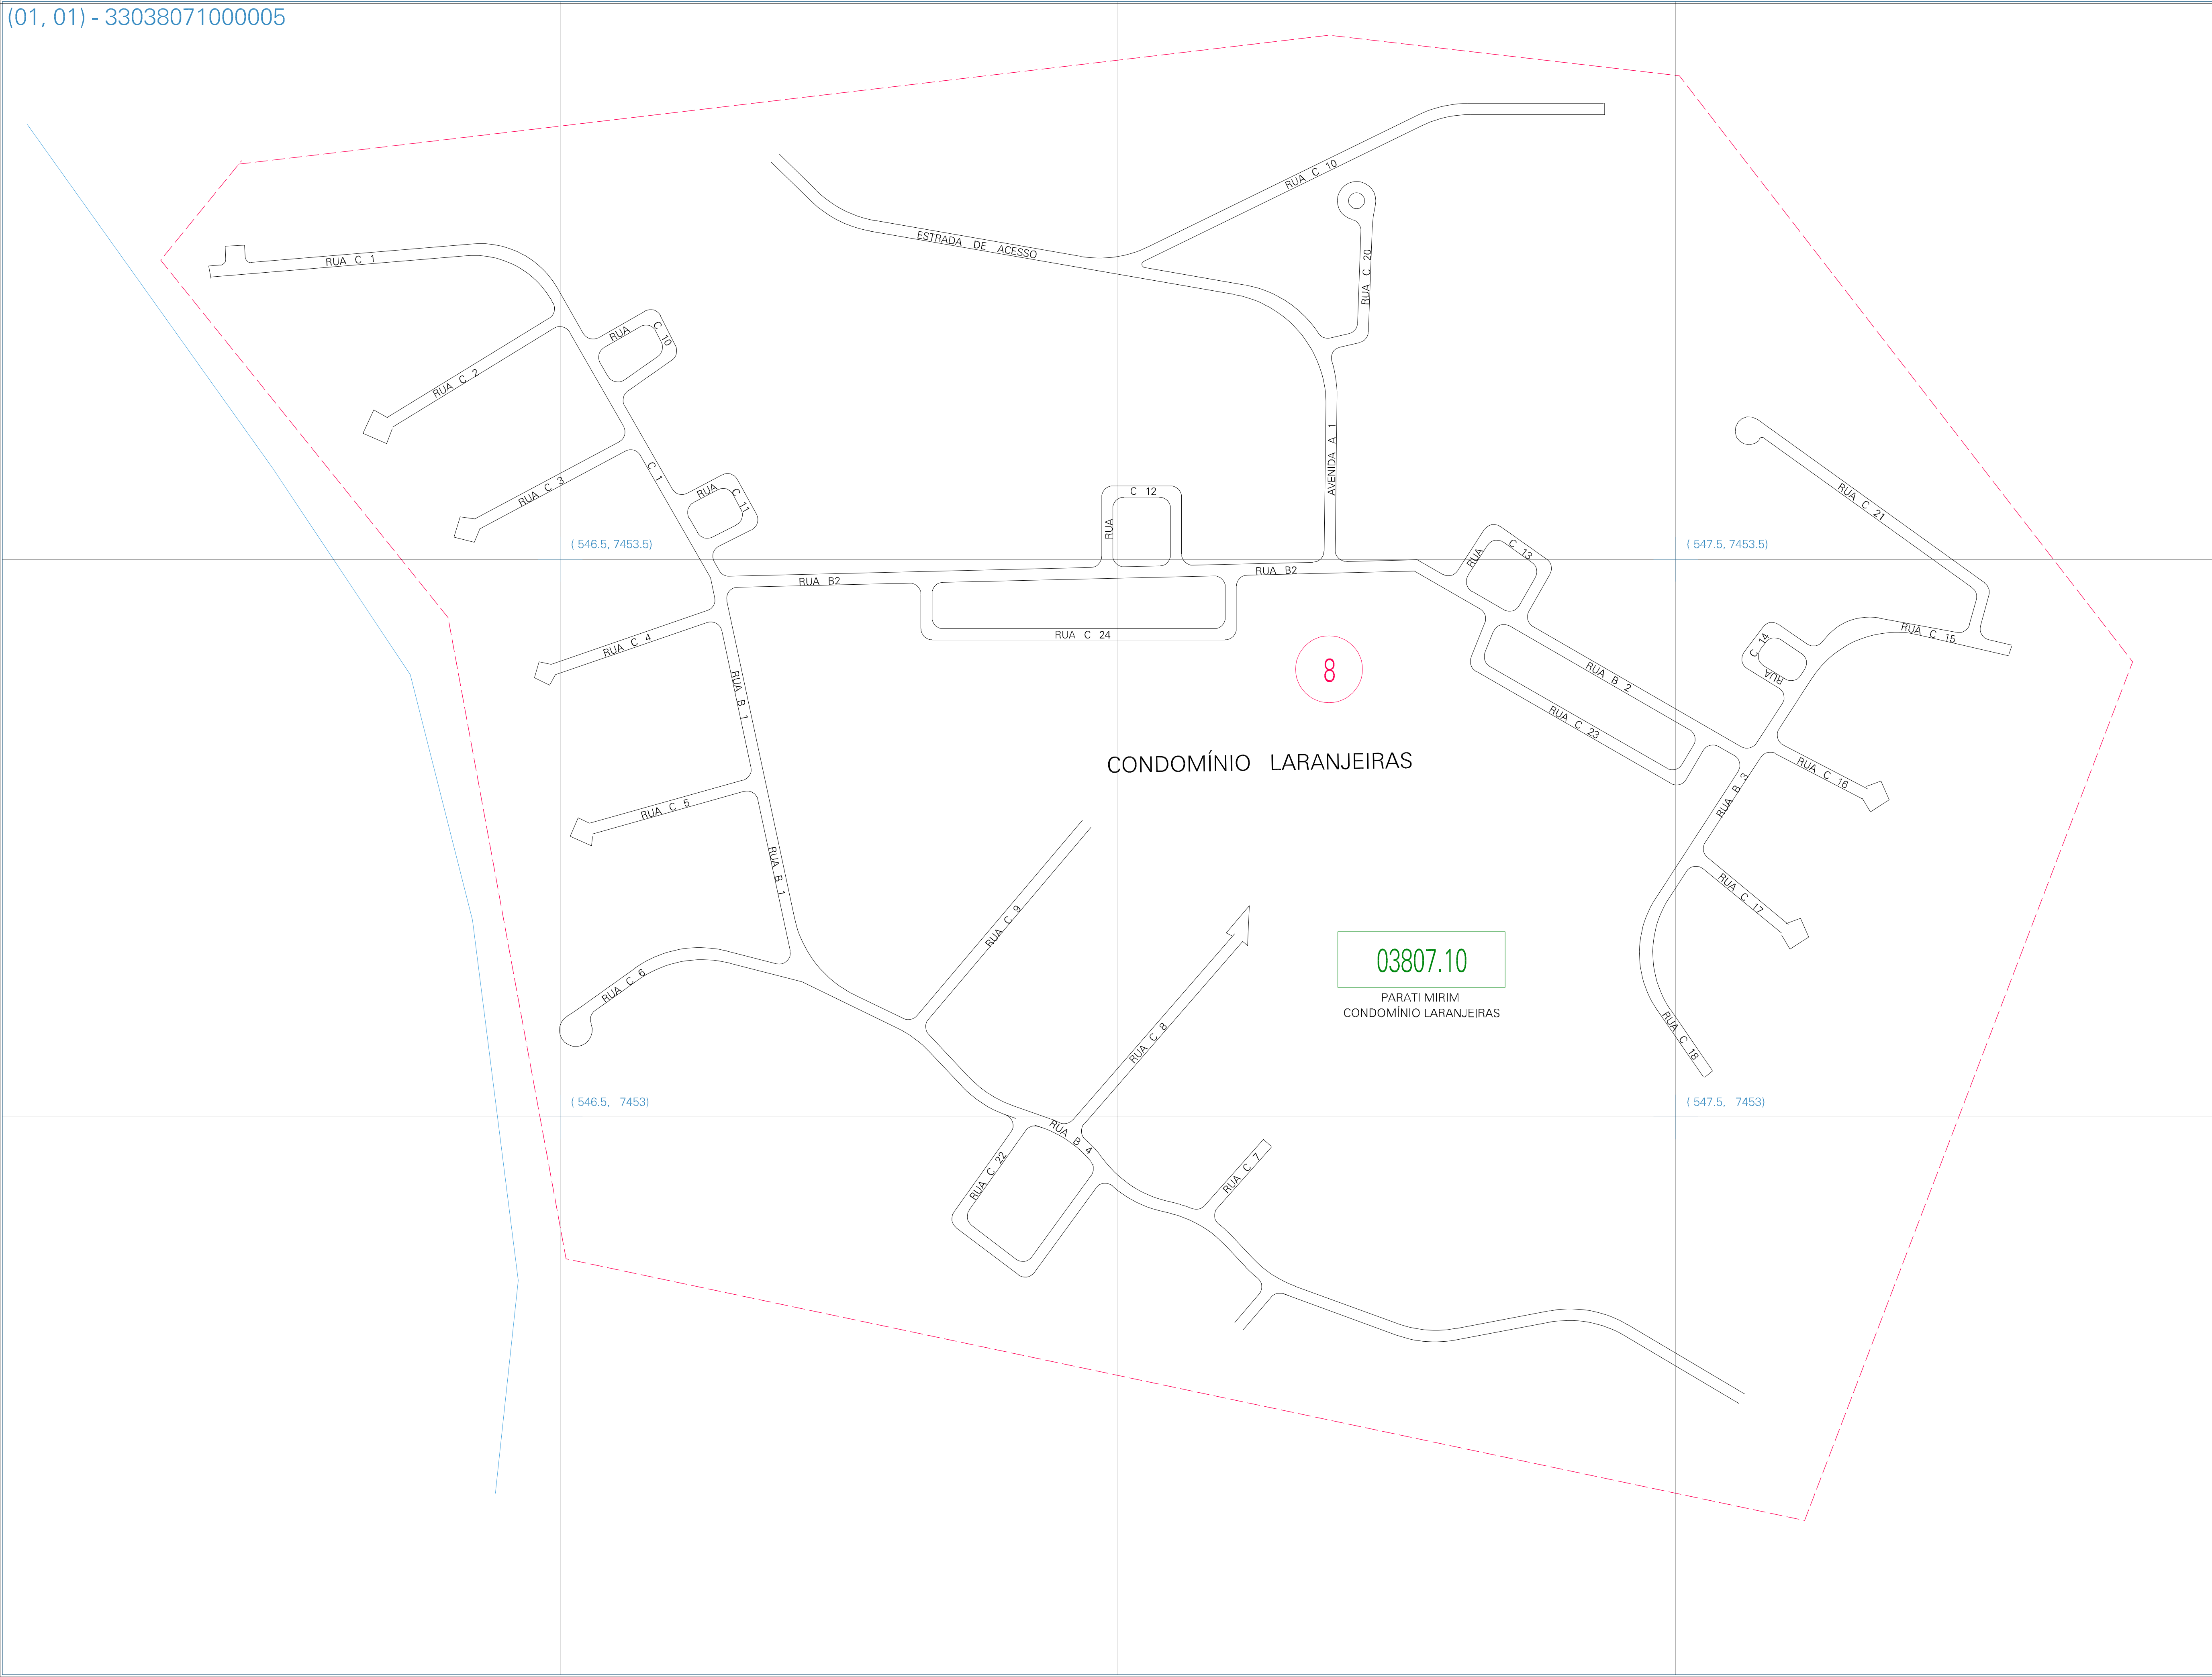 (01, 01) - 33038071000005
RUA C 10
ESTRADA DE ACESSO
RUA C 1
RUA C 20
RUA C 10
RUA C 2
AVENIDA A 1
C 1
RUA C 3
RUA C 11
RUA C 12
RUA C 21
(546.5, 7453.5)
(547.5, 7453.5)
RUA C 13
RUA B2
RUA B2
RUA C 24
RUA C 4
RUA C 15
RUA C 14
RUA B 1
RUA B 2
8
RUA C 23
CONDOMÍNIO LARANJEIRAS
RUA C 16
RUA B 3
RUA C 5
RUA B 1
RUA C 17
RUA C 9
03807.10
PARATI MIRIM
CONDOMÍNIO LARANJEIRAS
RUA C 6
RUA C 8
RUA C 18
(546.5, 7453)
(547.5, 7453)
RUA B 4
RUA C 22
RUA C 7